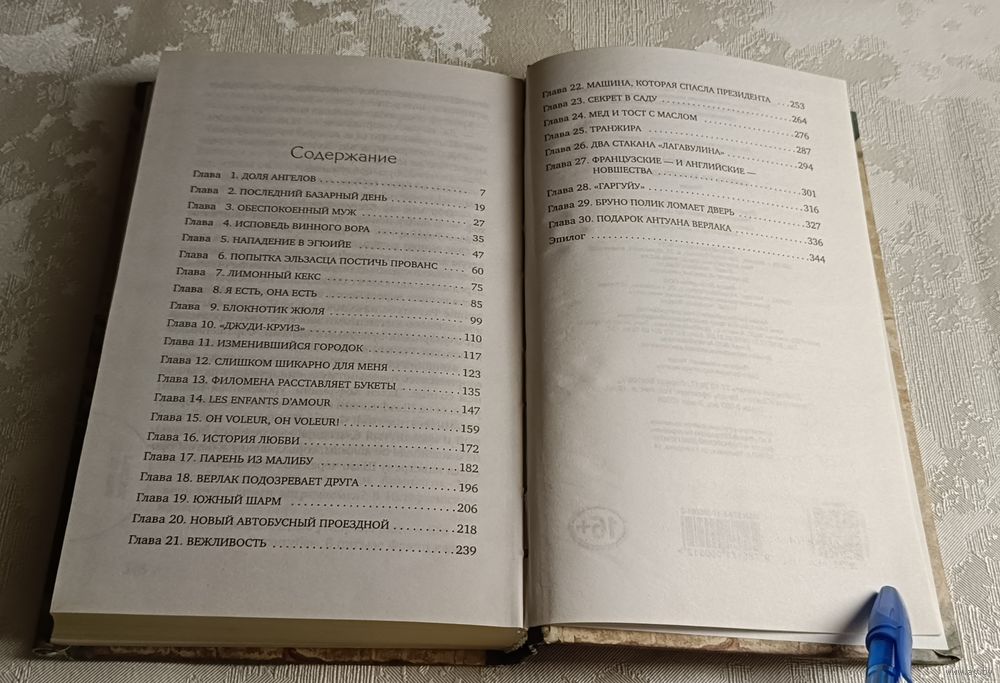 Содержание
Глава 1. ДОЛЯ АНГЕЛОВ . . . . . . . . . . . . . . . . . . . . 7
Глава 2. ПОСЛЕДНИЙ БАЗАРНЫЙ ДЕНЬ . . . . . . . . . . 19
Глава 3. ОБЕСПОКОЕННЫЙ МУЖ . . . . . . . . . . . . . . 27
Глава 4. ИСПОВЕДЬ ВИННОГО ВОРА . . . . . . . . . . . . 35
Глава 5. НАПАДЕНИЕ В ЭГЮИЙЕ . . . . . . . . . . . . . . 47
Глава 6. ПОПЫТКА ЭЛЬЗАСЦА ПОСТИЧЬ ПРОВАНС . . . . 60
Глава 7. ЛИМОННЫЙ КЕКС . . . . . . . . . . . . . . . . . . 75
Глава 8. Я ЕСТЬ, ОНА ЕСТЬ . . . . . . . . . . . . . . . . . . 85
Глава 9. БЛОКНОТИК ЖЮЛЯ . . . . . . . . . . . . . . . . . 99
Глава 10. «ДЖУДИ-КРУИЗ» . . . . . . . . . . . . . . . . . . 110
Глава 11. ИЗМЕНИВШИЙСЯ ГОРОДОК . . . . . . . . . . . . 117
Глава 12. СЛИШКОМ ШИКАРНО ДЛЯ МЕНЯ . . . . . . . . . 123
Глава 13. ФИЛОМЕНА РАССТАВЛЯЕТ БУКЕТЫ . . . . . . . . 135
Глава 14. LES ENFANTS D'AMOUR . . . . . . . . . . . . . . 147
Глава 15. OH VOLEUR, OH VOLEUR! . . . . . . . . . . . . . 159
Глава 16. ИСТОРИЯ ЛЮБВИ . . . . . . . . . . . . . . . . . . 172
Глава 17. ПАРЕНЬ ИЗ МАЛИБУ . . . . . . . . . . . . . . . . 182
Глава 18. ВЕРЛАК ПОДОЗРЕВАЕТ ДРУГА . . . . . . . . . . . 196
Глава 19. ЮЖНЫЙ ШАРМ . . . . . . . . . . . . . . . . . . . 206
Глава 20. НОВЫЙ АВТОБУСНЫЙ ПРОЕЗДНОЙ . . . . . . . . 218
Глава 21. ВЕЖЛИВОСТЬ . . . . . . . . . . . . . . . . . . . . 239
Глава 22. МАШИНА, КОТОРАЯ СПАСЛА ПРЕЗИДЕНТА . . . 253
Глава 23. СЕКРЕТ В САДУ . . . . . . . . . . . . . . . . . . . 264
Глава 24. МЕД И ТОСТ С МАСЛОМ . . . . . . . . . . . . . . 276
Глава 25. ТРАНЖИРА . . . . . . . . . . . . . . . . . . . . . . 287
Глава 26. ДВА СТАКАНА «ЛАГАВУЛИНА» . . . . . . . . . . . 294
Глава 27. ФРАНЦУЗСКИЕ — И АНГЛИЙСКИЕ —
НОВШЕСТВА . . . . . . . . . . . . . . . . . . . . . . 301
Глава 28. «ГАРГУЙУ» . . . . . . . . . . . . . . . . . . . . . . 316
Глава 29. БРУНО ПОЛИК ЛОМАЕТ ДВЕРЬ . . . . . . . . . . 327
Глава 30. ПОДАРОК АНТУАНА ВЕРЛАКА . . . . . . . . . . . 336
Эпилог . . . . . . . . . . . . . . . . . . . . . . . . . . . . . 344
16+